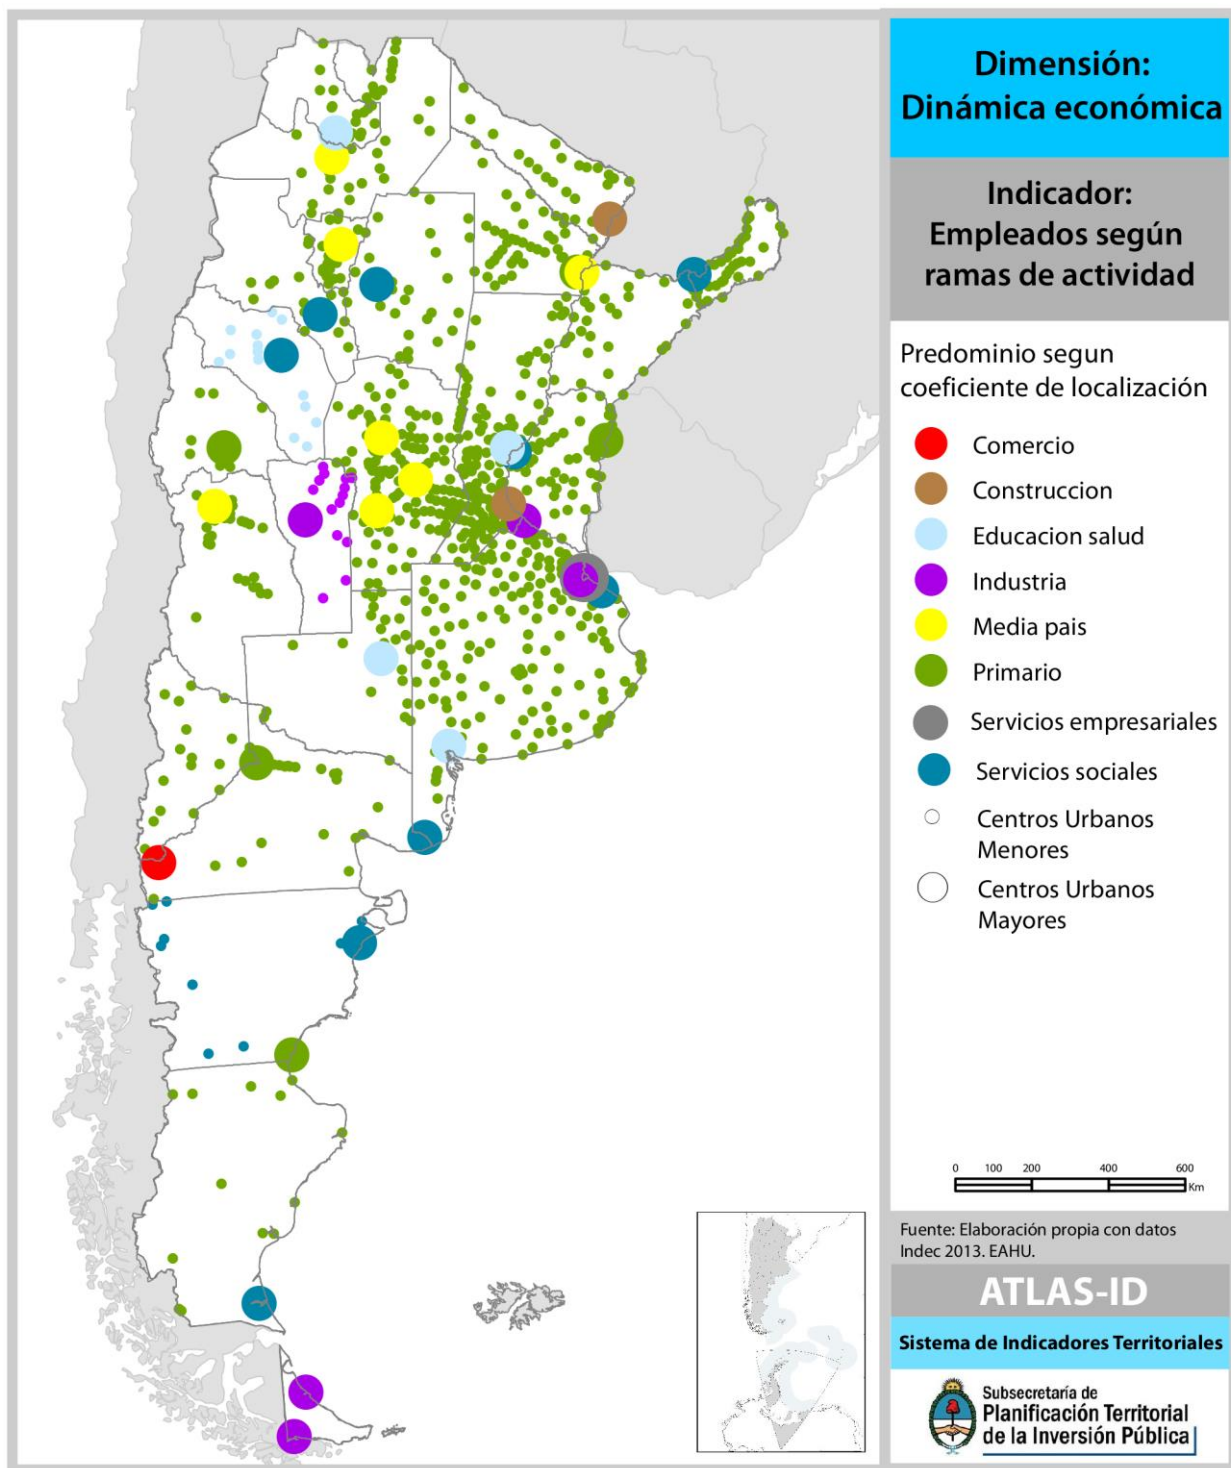 Dimensión:
Dinámica económica
Indicador:
Empleados según
ramas de actividad
Predominio segun
coeficiente de localización
Comercio
Construccion
Educacion salud
Industria
Media pais
Primario
Servicios empresariales
Servicios sociales
Centros Urbanos
Menores
Centros Urbanos
Mayores
0 100 200 400 600
Km
Fuente: Elaboración propia con datos
Indec 2013. EAHU.
ATLAS-ID
Sistema de Indicadores Territoriales
Subsecretaría de
Planificación Territorial
de la Inversión Pública